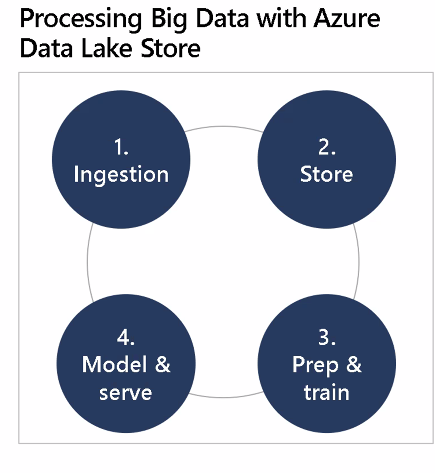 Processing Big Data with Azure
Data Lake Store
1.
Ingestion
2.
Store
3.
Prep &
train
4.
Model &
serve